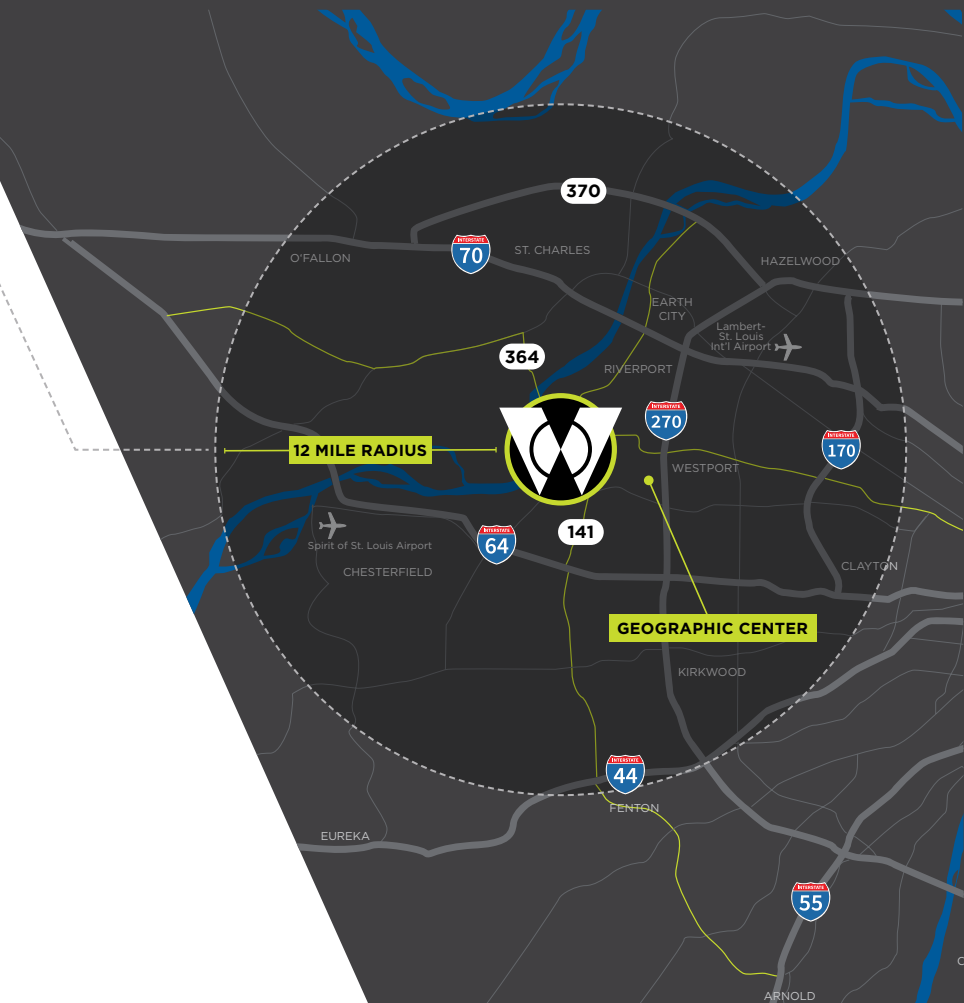 370
INTERSTATE
70
ST. CHARLES
O'FALLON
HAZELWOOD
EARTH
CITY
Lambert-
St. Louis
Int'l Airport
364
RIVERPORT
INTERSTATE
270
12 MILE RADIUS
INTERSTATE
170
WESTPORT
141
INTERSTATE
64
Spirit of St. Louis Airport
CHESTERFIELD
CLAYTON
GEOGRAPHIC CENTER
KIRKWOOD
INTERSTATE
44
FENTON
EUREKA
INTERSTATE
55
ARNOLD